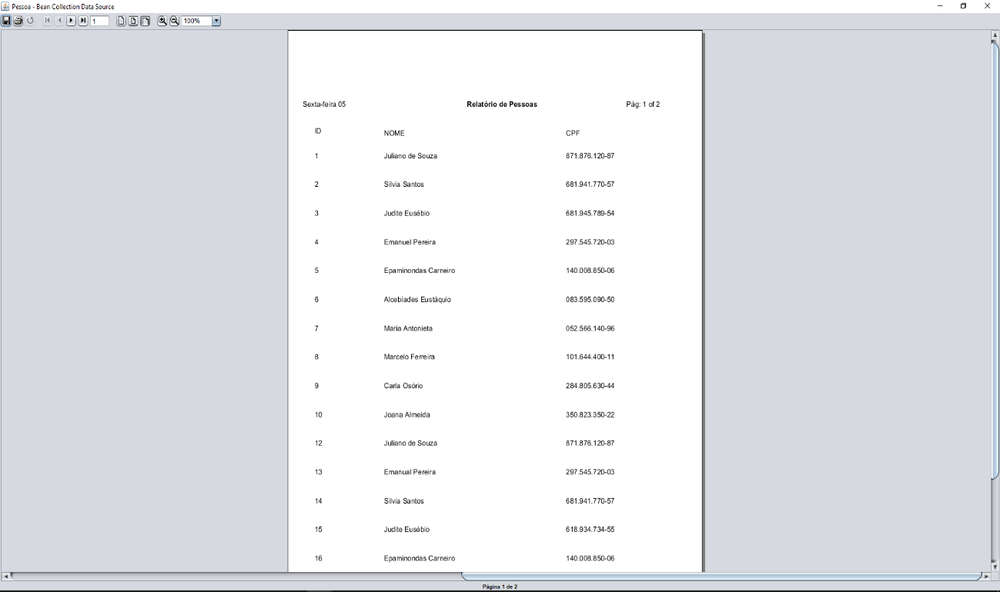 Pessoa - Bean Collection Data Source
1 100%
Sexta-feira 05 Relatório de Pessoas Pág: 1 of 2
ID NOME CPF
1 Juliano de Souza 871.876.120-87
2 Silvia Santos 681.941.770-57
3 Judite Eusébio 681.945.789-54
4 Emanuel Pereira 297.545.720-03
5 Epaminondas Carneiro 140.008.850-06
6 Alcebíades Eustáquio 083.595.090-50
7 Maria Antonieta 052.566.140-96
8 Marcelo Ferreira 101.644.400-11
9 Carla Osório 284.805.630-44
10 Joana Almeida 350.823.350-22
12 Juliano de Souza 871.876.120-87
13 Emanual Pereira 297.545.720-03
14 Silvia Santos 681.941.770-57
15 Judite Eusébio 618.934.734-55
16 Epaminondas Carneiro 140.008.850-06
Página 1 de 2